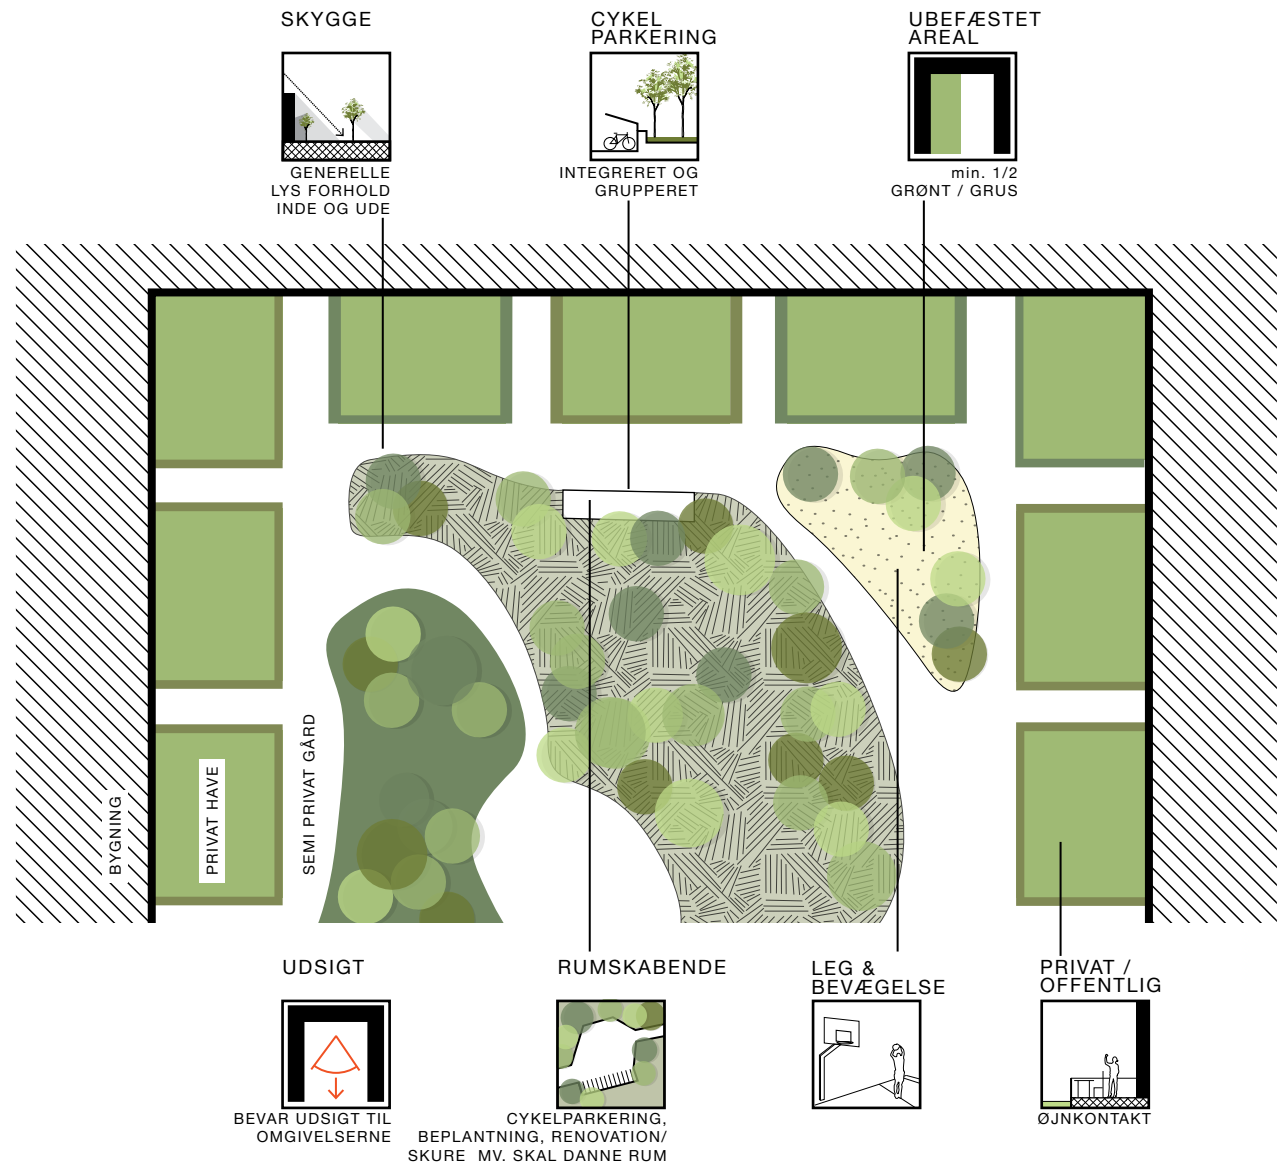 SKYGGE
GENERELLE
LYS FORHOLD
INDE OG UDE
CYKEL
PARKERING
INTEGRERET OG
GRUPPERET
UBEFÆSTET
AREAL
min. 1/2
GRØNT / GRUS
BYGNING
PRIVAT HAVE
SEMI PRIVAT GÅRD
UDSIGT
BEVAR UDSIGT TIL
OMGIVELSERNE
RUMSKABENDE
CYKELPARKERING,
BEPLANTNING, RENOVATION/
SKURE MV. SKAL DANNE RUM
LEG &
BEVÆGELSE
PRIVAT /
OFFENTLIG
ØJNKONTAKT